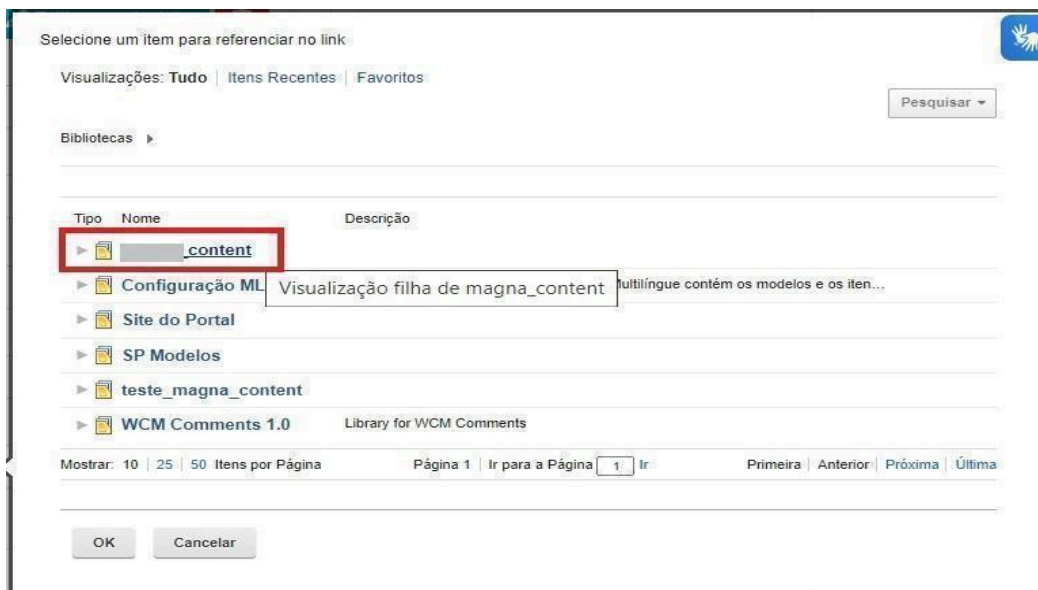 Selecione um item para referenciar no link
Visualizações: Tudo | Itens Recentes | Favoritos
Pesquisar
Bibliotecas
Tipo Nome Descrição
_content
Visualização filha de magna_content
Configuração ML Multilíngue contém os modelos e os iten...
Site do Portal
SP Modelos
teste_magna_content
WCM Comments 1.0 Library for WCM Comments
Mostrar: 10 | 25 | 50 Itens por Página Página 1 | Ir para a Página 1 Ir Primeira | Anterior | Próxima | Última
OK Cancelar